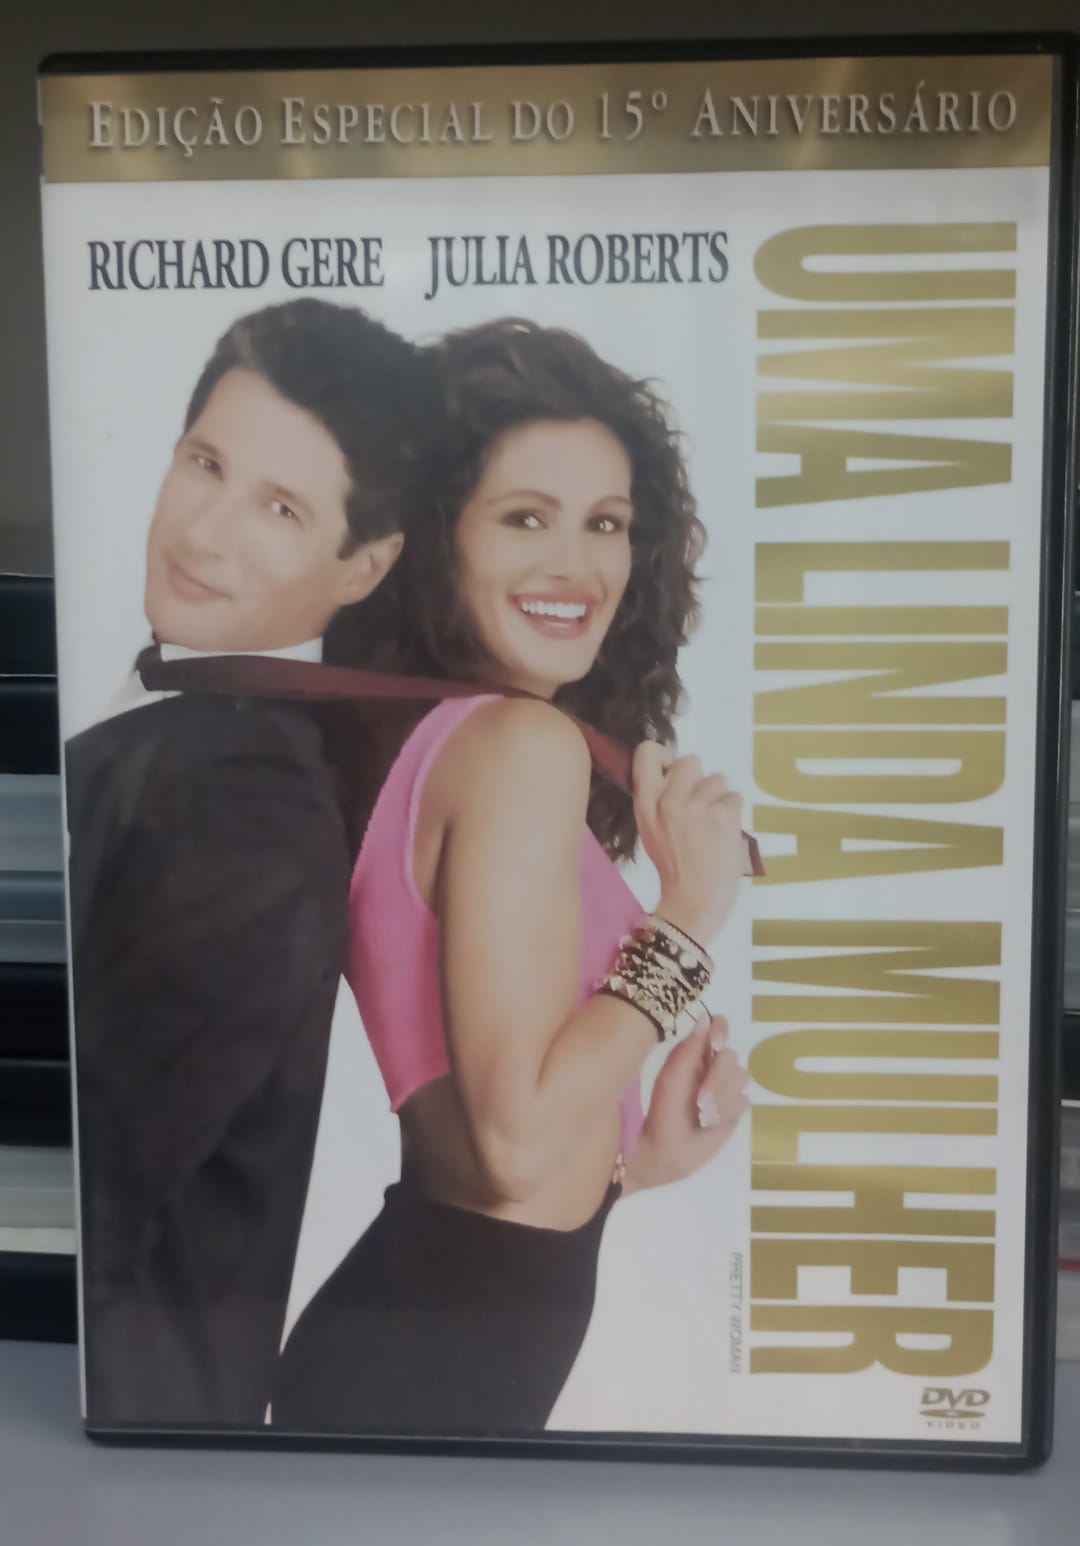 EDIÇÃO ESPECIAL DO 15º ANIVERSÁRIO
RICHARD GERE JULIA ROBERTS
UMA LINDA MULHER
PRETTY WOMAN
DVD
VIDEO